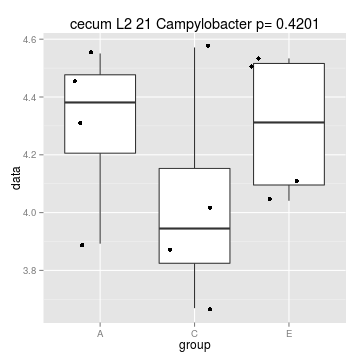 cecum L2 21 Campylobacter p= 0.4201
4.6
4.4
4.2
4.0
3.8
data
A C E
group